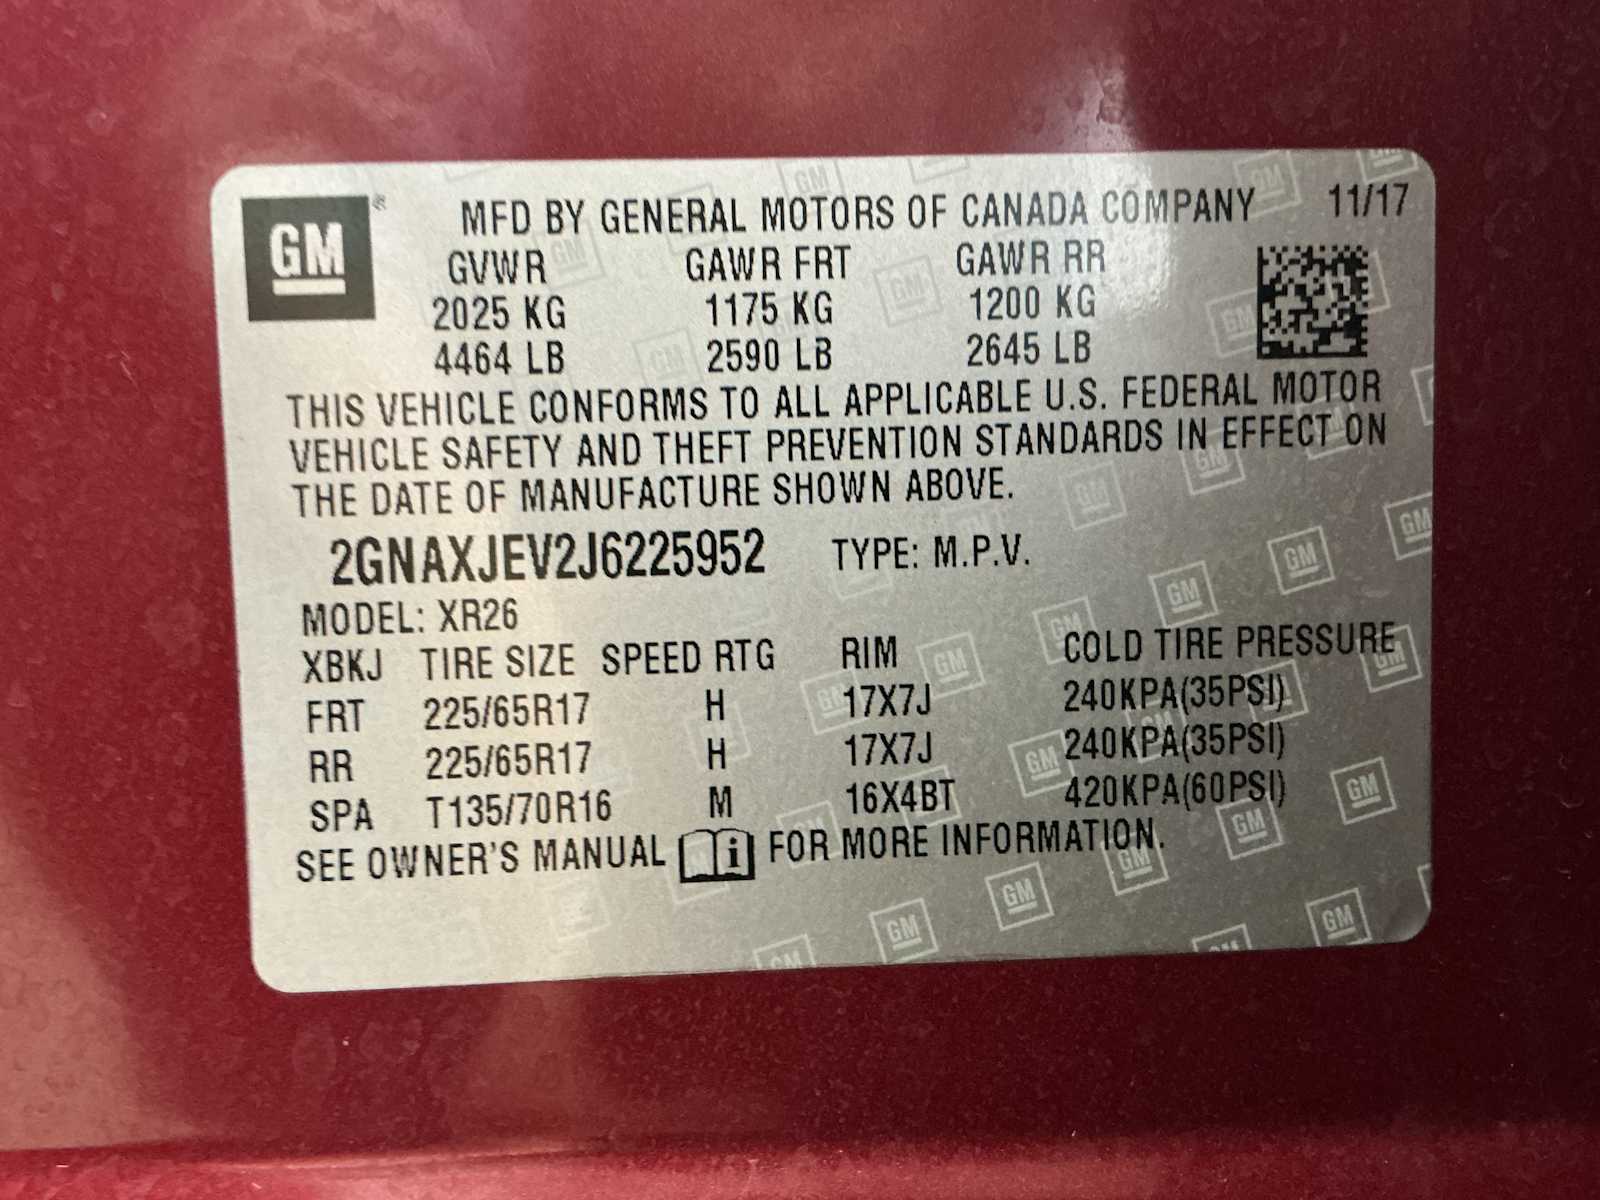 GM ®
MFD BY GENERAL MOTORS OF CANADA COMPANY 11/17
GVWR GAWR FRT GAWR RR
2025 KG 1175 KG 1200 KG
4464 LB 2590 LB 2645 LB
THIS VEHICLE CONFORMS TO ALL APPLICABLE U.S. FEDERAL MOTOR
VEHICLE SAFETY AND THEFT PREVENTION STANDARDS IN EFFECT ON
THE DATE OF MANUFACTURE SHOWN ABOVE.
2GNAXJEV2J6225952 TYPE: M.P.V.
MODEL: XR26
XBKJ TIRE SIZE SPEED RTG RIM COLD TIRE PRESSURE
FRT 225/65R17 H 17X7J 240KPA(35PSI)
RR 225/65R17 H 17X7J 240KPA(35PSI)
SPA T135/70R16 M 16X4BT 420KPA(60PSI)
SEE OWNER'S MANUAL i FOR MORE INFORMATION.